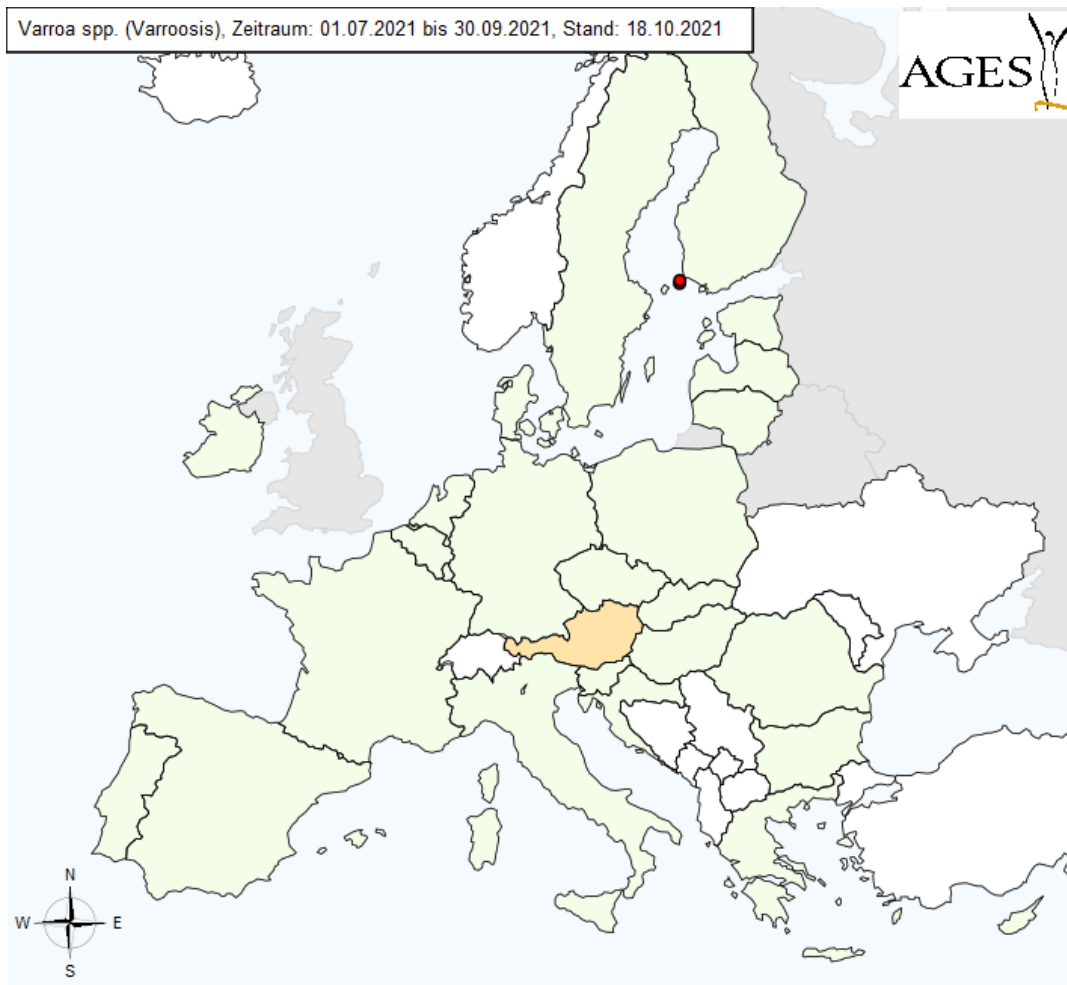 Varroa spp. (Varroosis), Zeitraum: 01.07.2021 bis 30.09.2021, Stand: 18.10.2021
AGES
N
W E
S